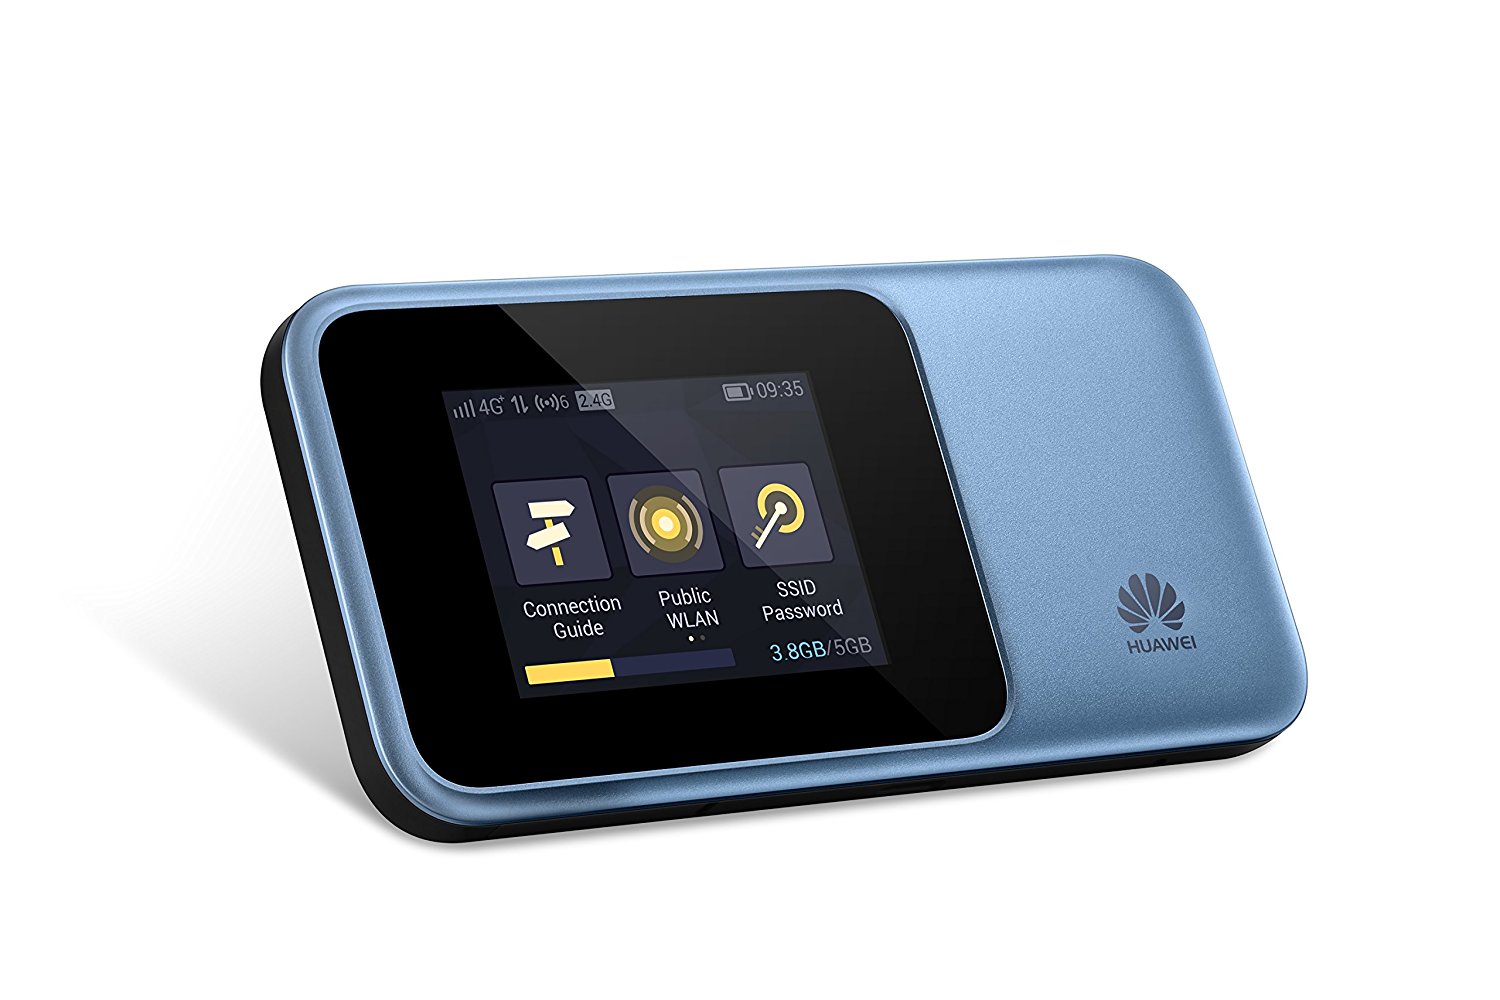 4G+ 6 2.4G 09:35
Connection
Guide
Public
WLAN
SSID
Password
3.8GB/5GB
HUAWEI